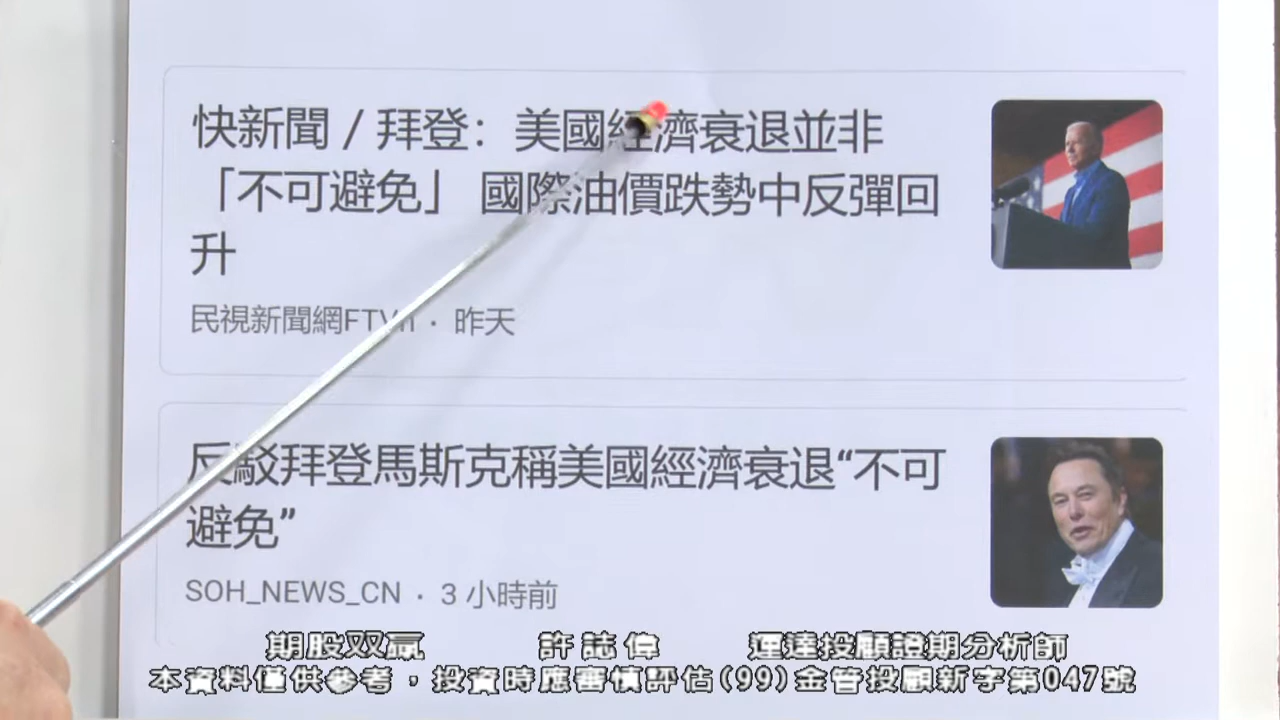 快新聞 / 拜登：美國經濟衰退並非
「不可避免」 國際油價跌勢中反彈回
升
民視新聞網FTVn · 昨天
反駁拜登馬斯克稱美國經濟衰退“不可
避免”
SOH_NEWS_CN · 3 小時前
期股双贏 許誌偉 運達投顧證期分析師
本資料僅供參考，投資時應審慎評估(99)金管投顧新字第047號